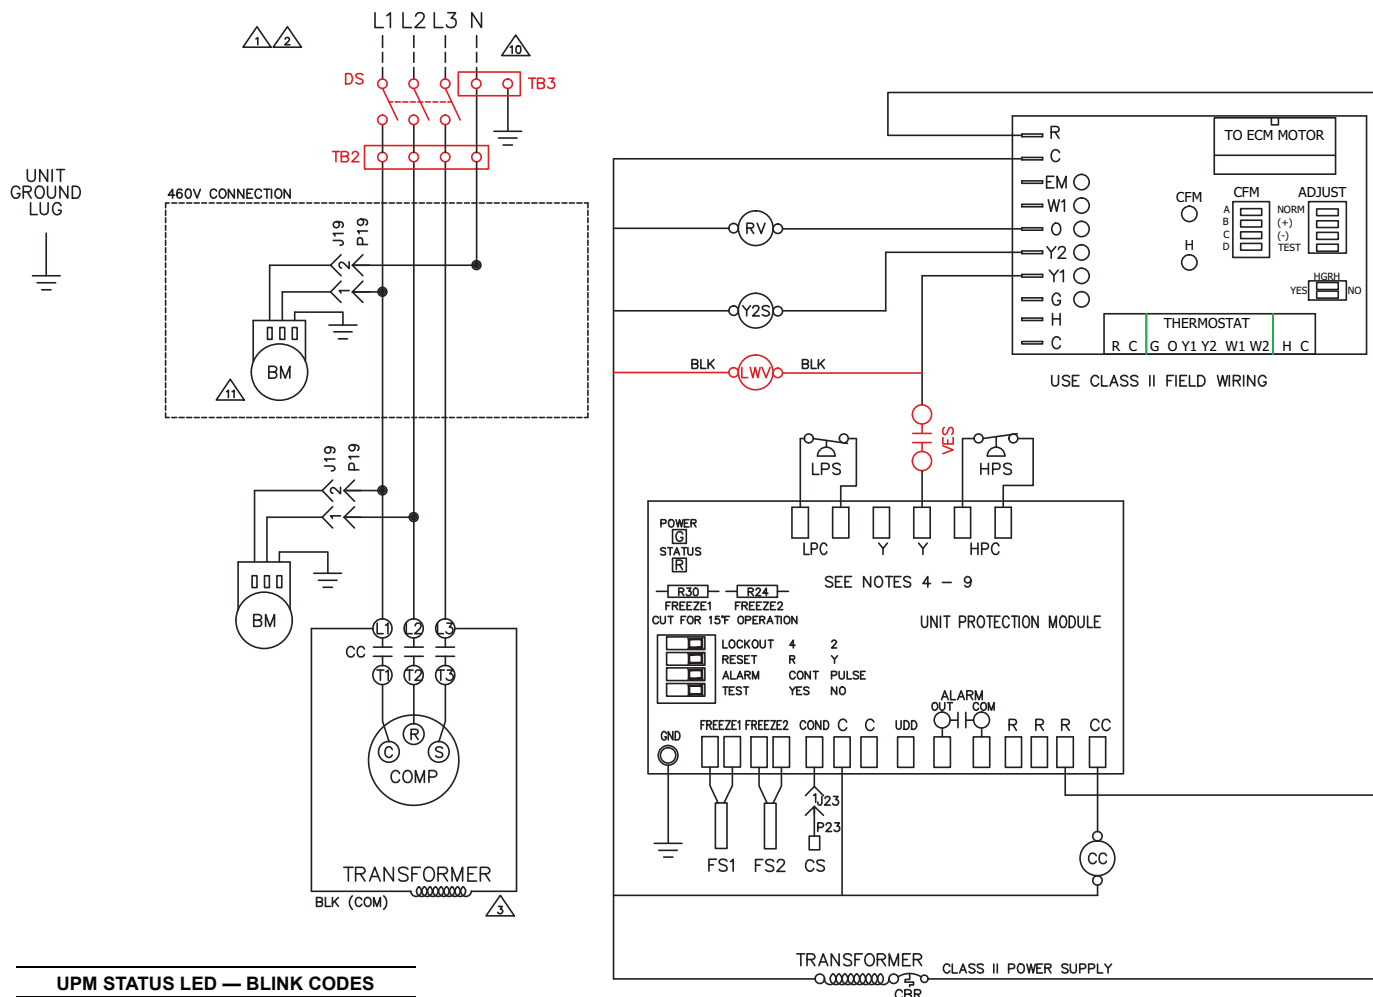 L1 L2 L3 N
1 2
10
DS
TB3
TB2
UNIT
GROUND
LUG
460V CONNECTION
J19
P19
2
1
BM
11
J19
P19
2
1
BM
L1 L2 L3
CC
T1 T2 T3
R
C S
COMP
TRANSFORMER
BLK (COM)
3
R
C
EM
W1
O
Y2
Y1
G
H
C
TO ECM MOTOR
CFM
H
CFM
A
B
C
D
ADJUST
NORM
(+)
(-)
TEST
HGRH
YES NO
THERMOSTAT
R C G O Y1 Y2 W1 W2 H C
USE CLASS II FIELD WIRING
RV
Y2S
BLK LWV BLK
VES
LPS
HPS
POWER
G
STATUS
R
LPC Y Y HPC
SEE NOTES 4 – 9
R30 R24
FREEZE1 FREEZE2
CUT FOR 15°F OPERATION
UNIT PROTECTION MODULE
LOCKOUT 4 2
RESET R Y
ALARM CONT PULSE
TEST YES NO
ALARM
OUT COM
GND
FREEZE1 FREEZE2 COND C C UDD R R R CC
1 J23
P23
FS1 FS2 CS
CC
TRANSFORMER
CLASS II POWER SUPPLY
CBR
UPM STATUS LED — BLINK CODES